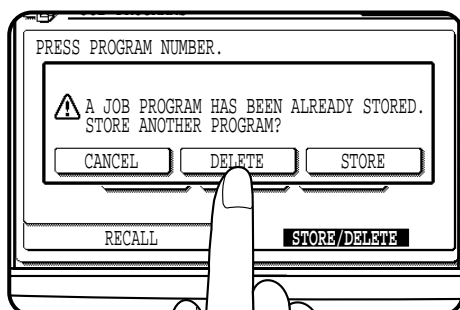 PRESS PROGRAM NUMBER.
A JOB PROGRAM HAS BEEN ALREADY STORED.
STORE ANOTHER PROGRAM?
CANCEL DELETE STORE
RECALL STORE/DELETE